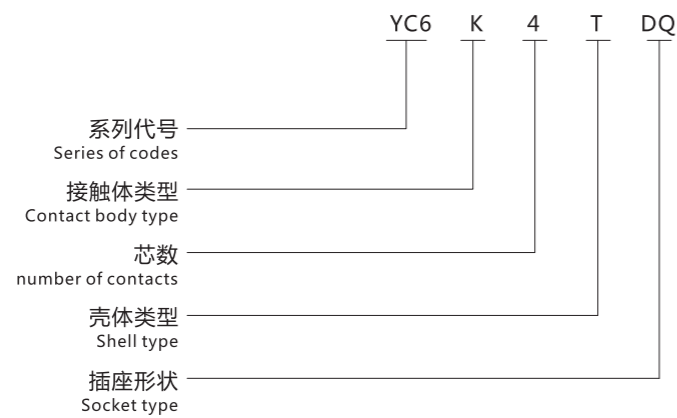 YC6 K 4 T DQ
系列代号
Series of codes
接触体类型
Contact body type
芯数
number of contacts
壳体类型
Shell type
插座形状
Socket type